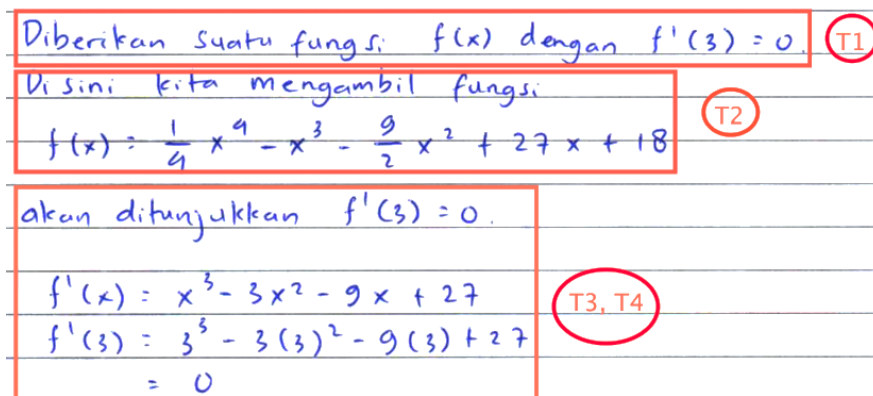 Diberikan suatu fungsi f(x) dengan f'(3) = 0. T1
Disini kita mengambil fungsi
f(x) = 1/4 x^4 - x^3 - 9/2 x^2 + 27x + 18 T2
akan ditunjukkan f'(3) = 0.
f'(x) = x^3 - 3x^2 - 9x + 27 T3, T4
f'(3) = 3^3 - 3(3)^2 - 9(3) + 27
= 0